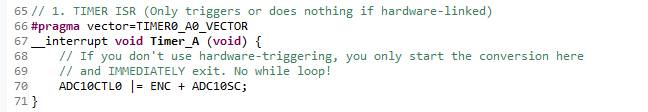 65 // 1. TIMER ISR (Only triggers or does nothing if hardware-linked)
66 #pragma vector=TIMER0_A0_VECTOR
67 __interrupt void Timer_A (void) {
68     // If you don't use hardware-triggering, you only start the conversion here
69     // and IMMEDIATELY exit. No while loop!
70     ADC10CTL0 |= ENC + ADC10SC;
71 }